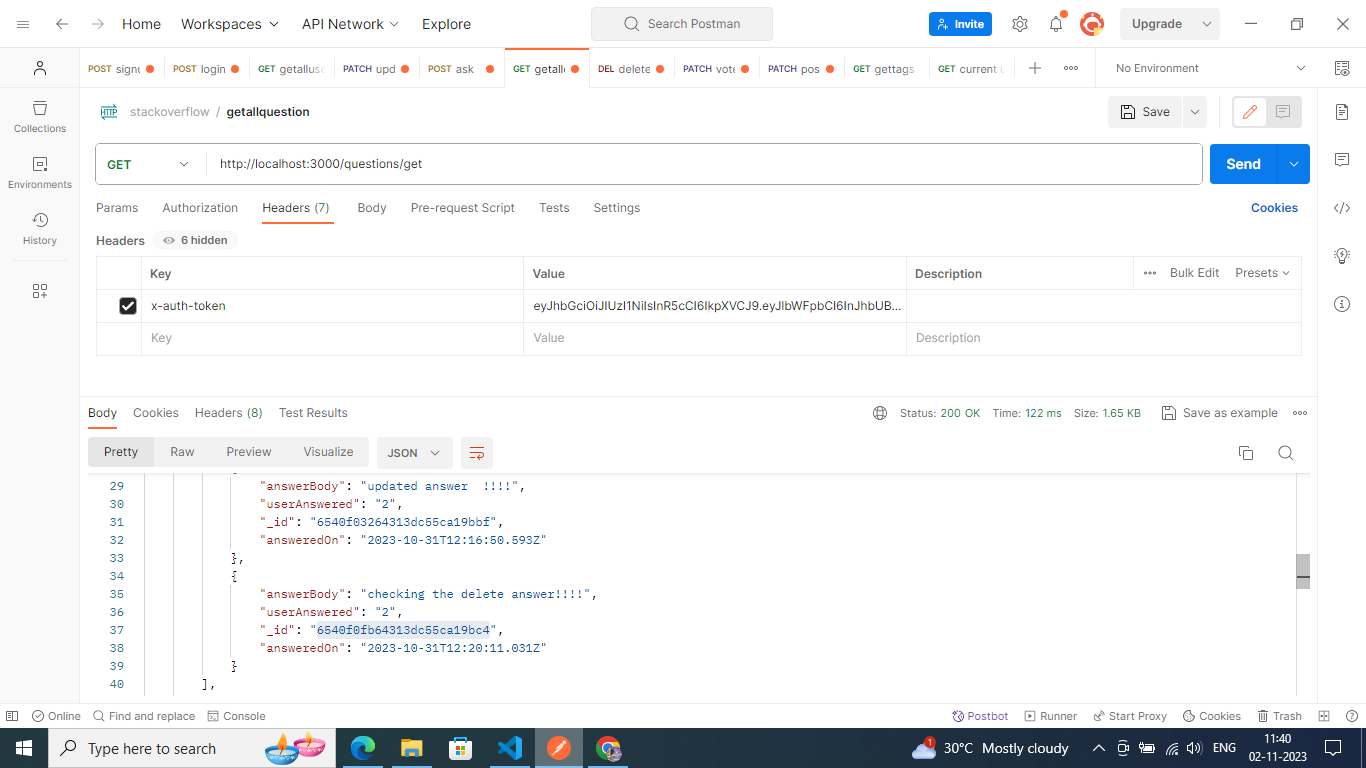 Home Workspaces API Network Explore Search Postman Invite Upgrade
POST signu POST login GET getalluse PATCH upd POST ask GET getalle DEL delete PATCH vote PATCH pos GET gettags GET current u No Environment
HTTP stackoverflow / getallquestion Save
Collections
GET http://localhost:3000/questions/get Send
Environments
Params Authorization Headers (7) Body Pre-request Script Tests Settings Cookies
History
Headers 6 hidden
Key Value Description Bulk Edit Presets
x-auth-token eyJhbGciOiJIUzI1NiIsInR5cCI6IkpXVCJ9.eyJlbWFpbCI6InJhbUB...
Key Value Description
Body Cookies Headers (8) Test Results Status: 200 OK Time: 122 ms Size: 1.65 KB Save as example
Pretty Raw Preview Visualize JSON
29 "answerBody": "updated answer  !!!!",
30 "userAnswered": "2",
31 "_id": "6540f03264313dc55ca19bbf",
32 "answeredOn": "2023-10-31T12:16:50.593Z"
33 },
34 {
35 "answerBody": "checking the delete answer!!!!",
36 "userAnswered": "2",
37 "_id": "6540f0fb64313dc55ca19bc4",
38 "answeredOn": "2023-10-31T12:20:11.031Z"
39 }
40 ],
Online Find and replace Console Postbot Runner Start Proxy Cookies Trash
Type here to search 1 30°C Mostly cloudy ENG 11:40
02-11-2023